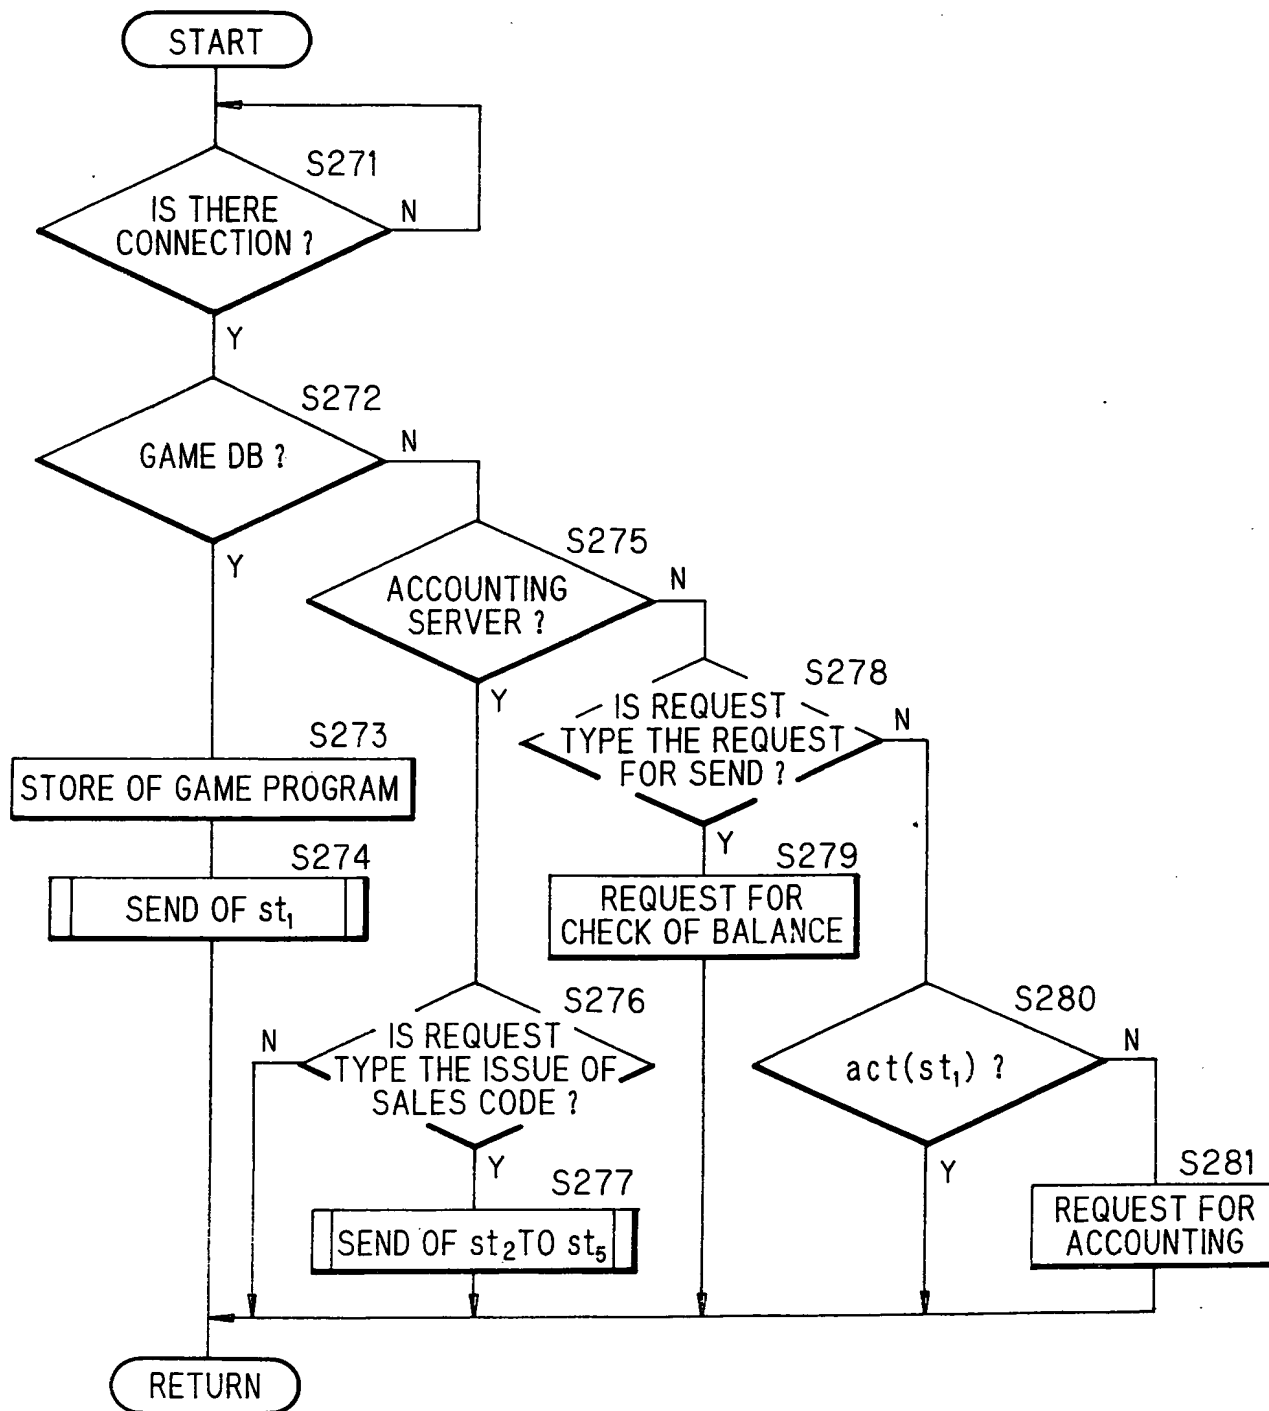 START
S271
IS THERE
CONNECTION ?
N
Y
S272
GAME DB ?
N
Y
S275
ACCOUNTING
SERVER ?
N
Y
S278
IS REQUEST
TYPE THE REQUEST
FOR SEND ?
N
Y
S273
STORE OF GAME PROGRAM
S274
SEND OF st₁
S279
REQUEST FOR
CHECK OF BALANCE
S276
IS REQUEST
TYPE THE ISSUE OF
SALES CODE ?
N
Y
S280
act(st₁) ?
N
Y
S277
SEND OF st₂ TO st₅
S281
REQUEST FOR
ACCOUNTING
RETURN